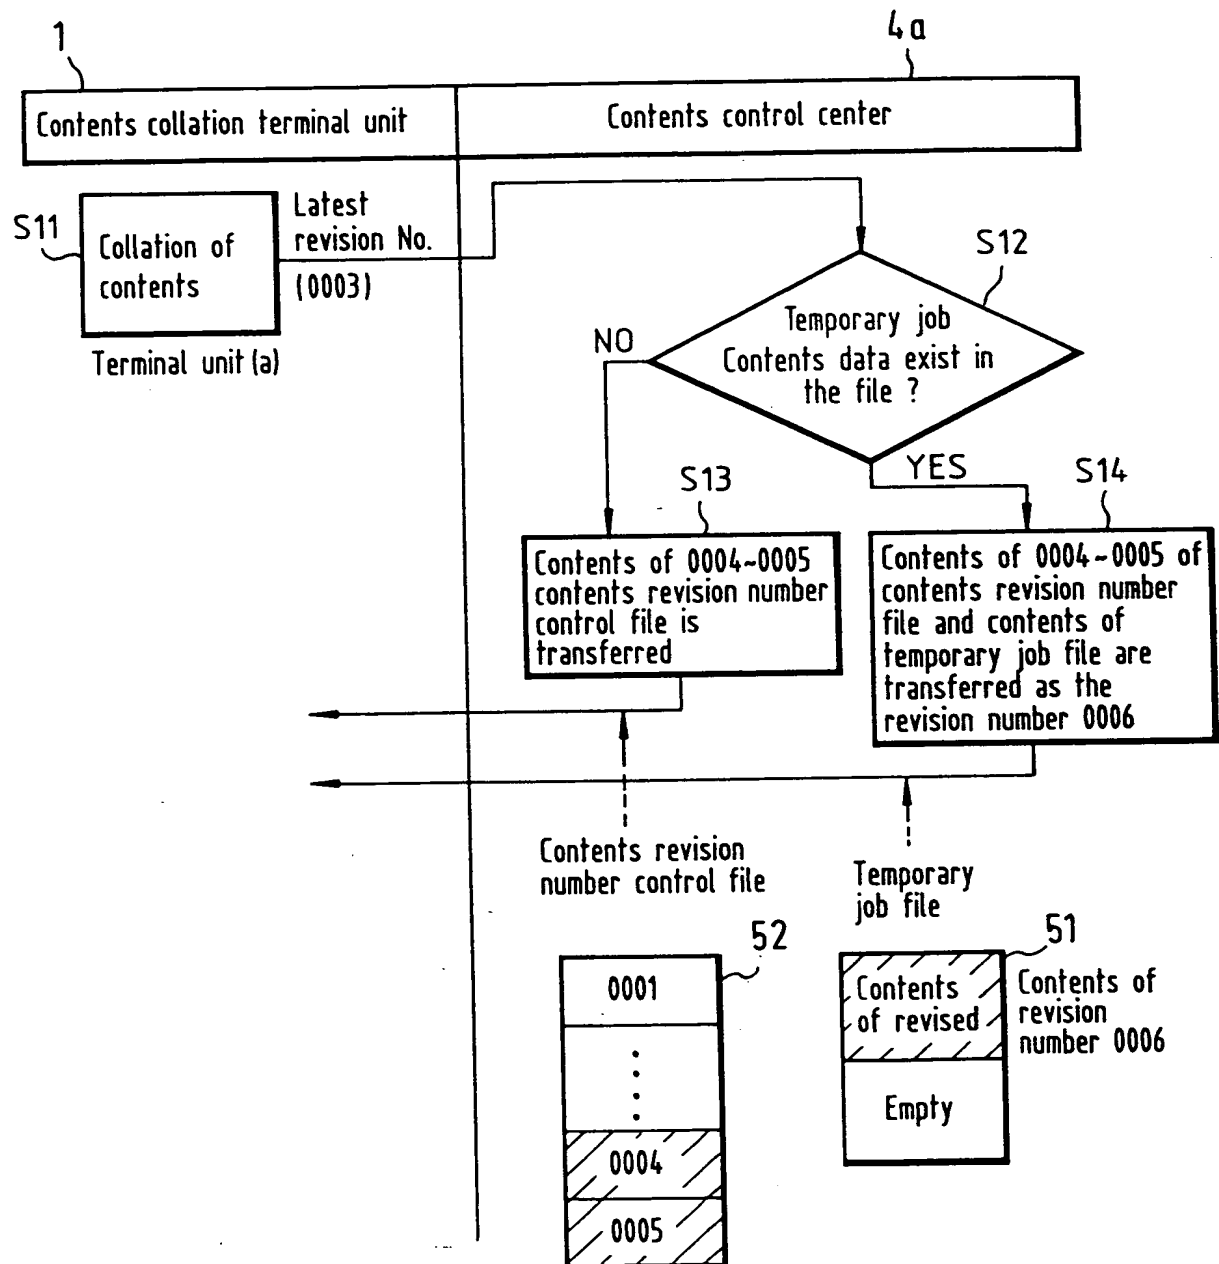 1
4a
Contents collation terminal unit
Contents control center
S11
Collation of
contents
Latest
revision No.
(0003)
Terminal unit (a)
S12
Temporary job
Contents data exist in
the file ?
NO
YES
S13
Contents of 0004~0005
contents revision number
control file is
transferred
S14
Contents of 0004~0005 of
contents revision number
file and contents of
temporary job file are
transferred as the
revision number 0006
Contents revision
number control file
Temporary
job file
52
0001
0004
0005
51
Contents
of revised
Empty
Contents of
revision
number 0006